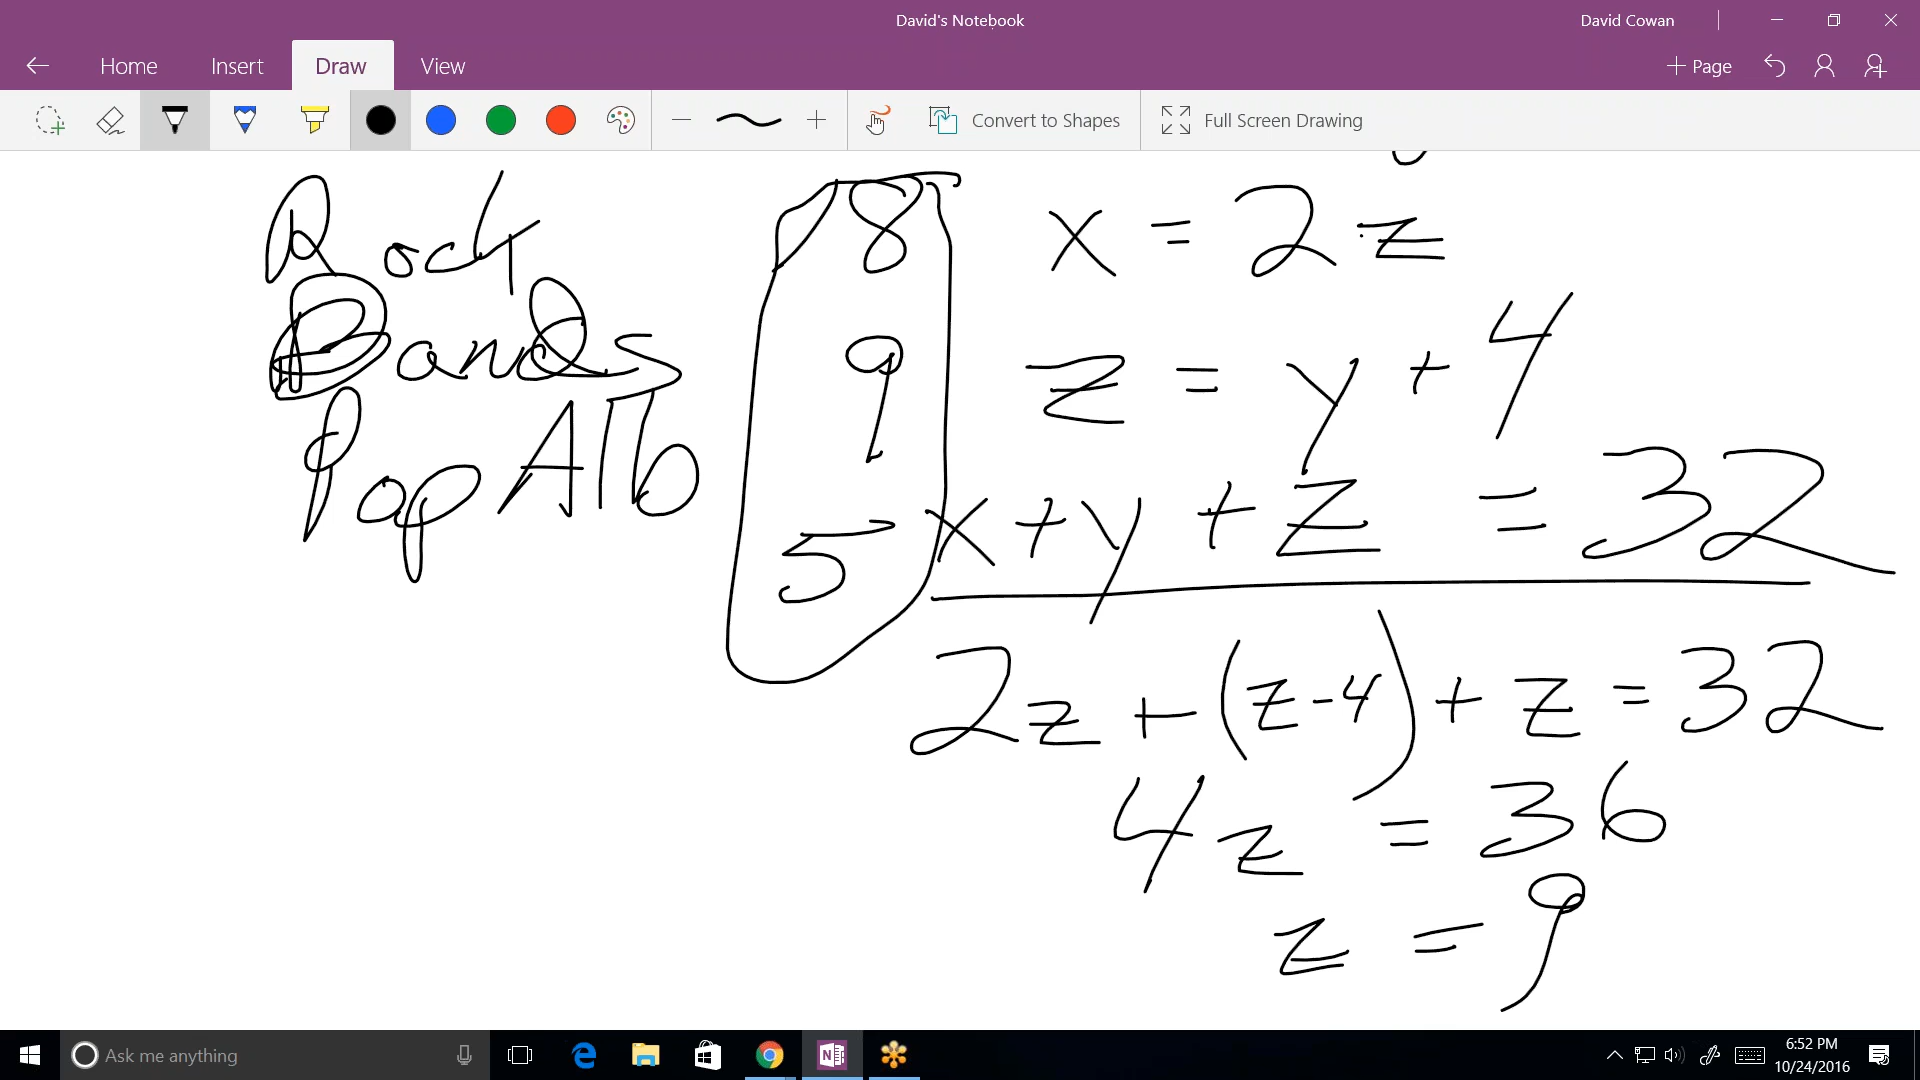 David's Notebook
David Cowan
Home Insert Draw View
Page
Convert to Shapes
Full Screen Drawing
Rock 18 x = 2z
Bands 9 z = y + 4
Pop Alb 5 x + y + z = 32
2z + (z - 4) + z = 32
4z = 36
z = 9
Ask me anything
6:52 PM
10/24/2016